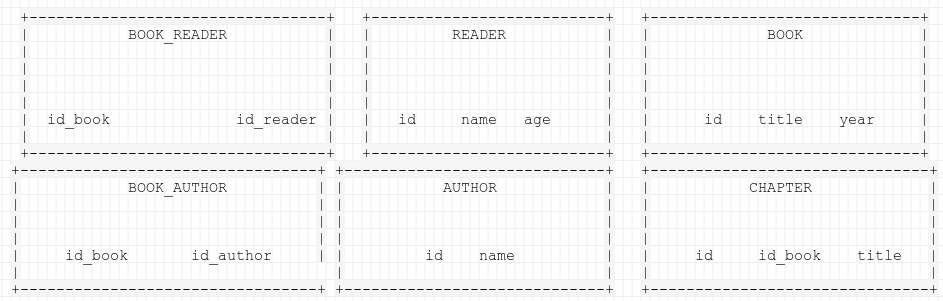 BOOK_READER
id_book id_reader
READER
id name age
BOOK
id title year
BOOK_AUTHOR
id_book id_author
AUTHOR
id name
CHAPTER
id id_book title